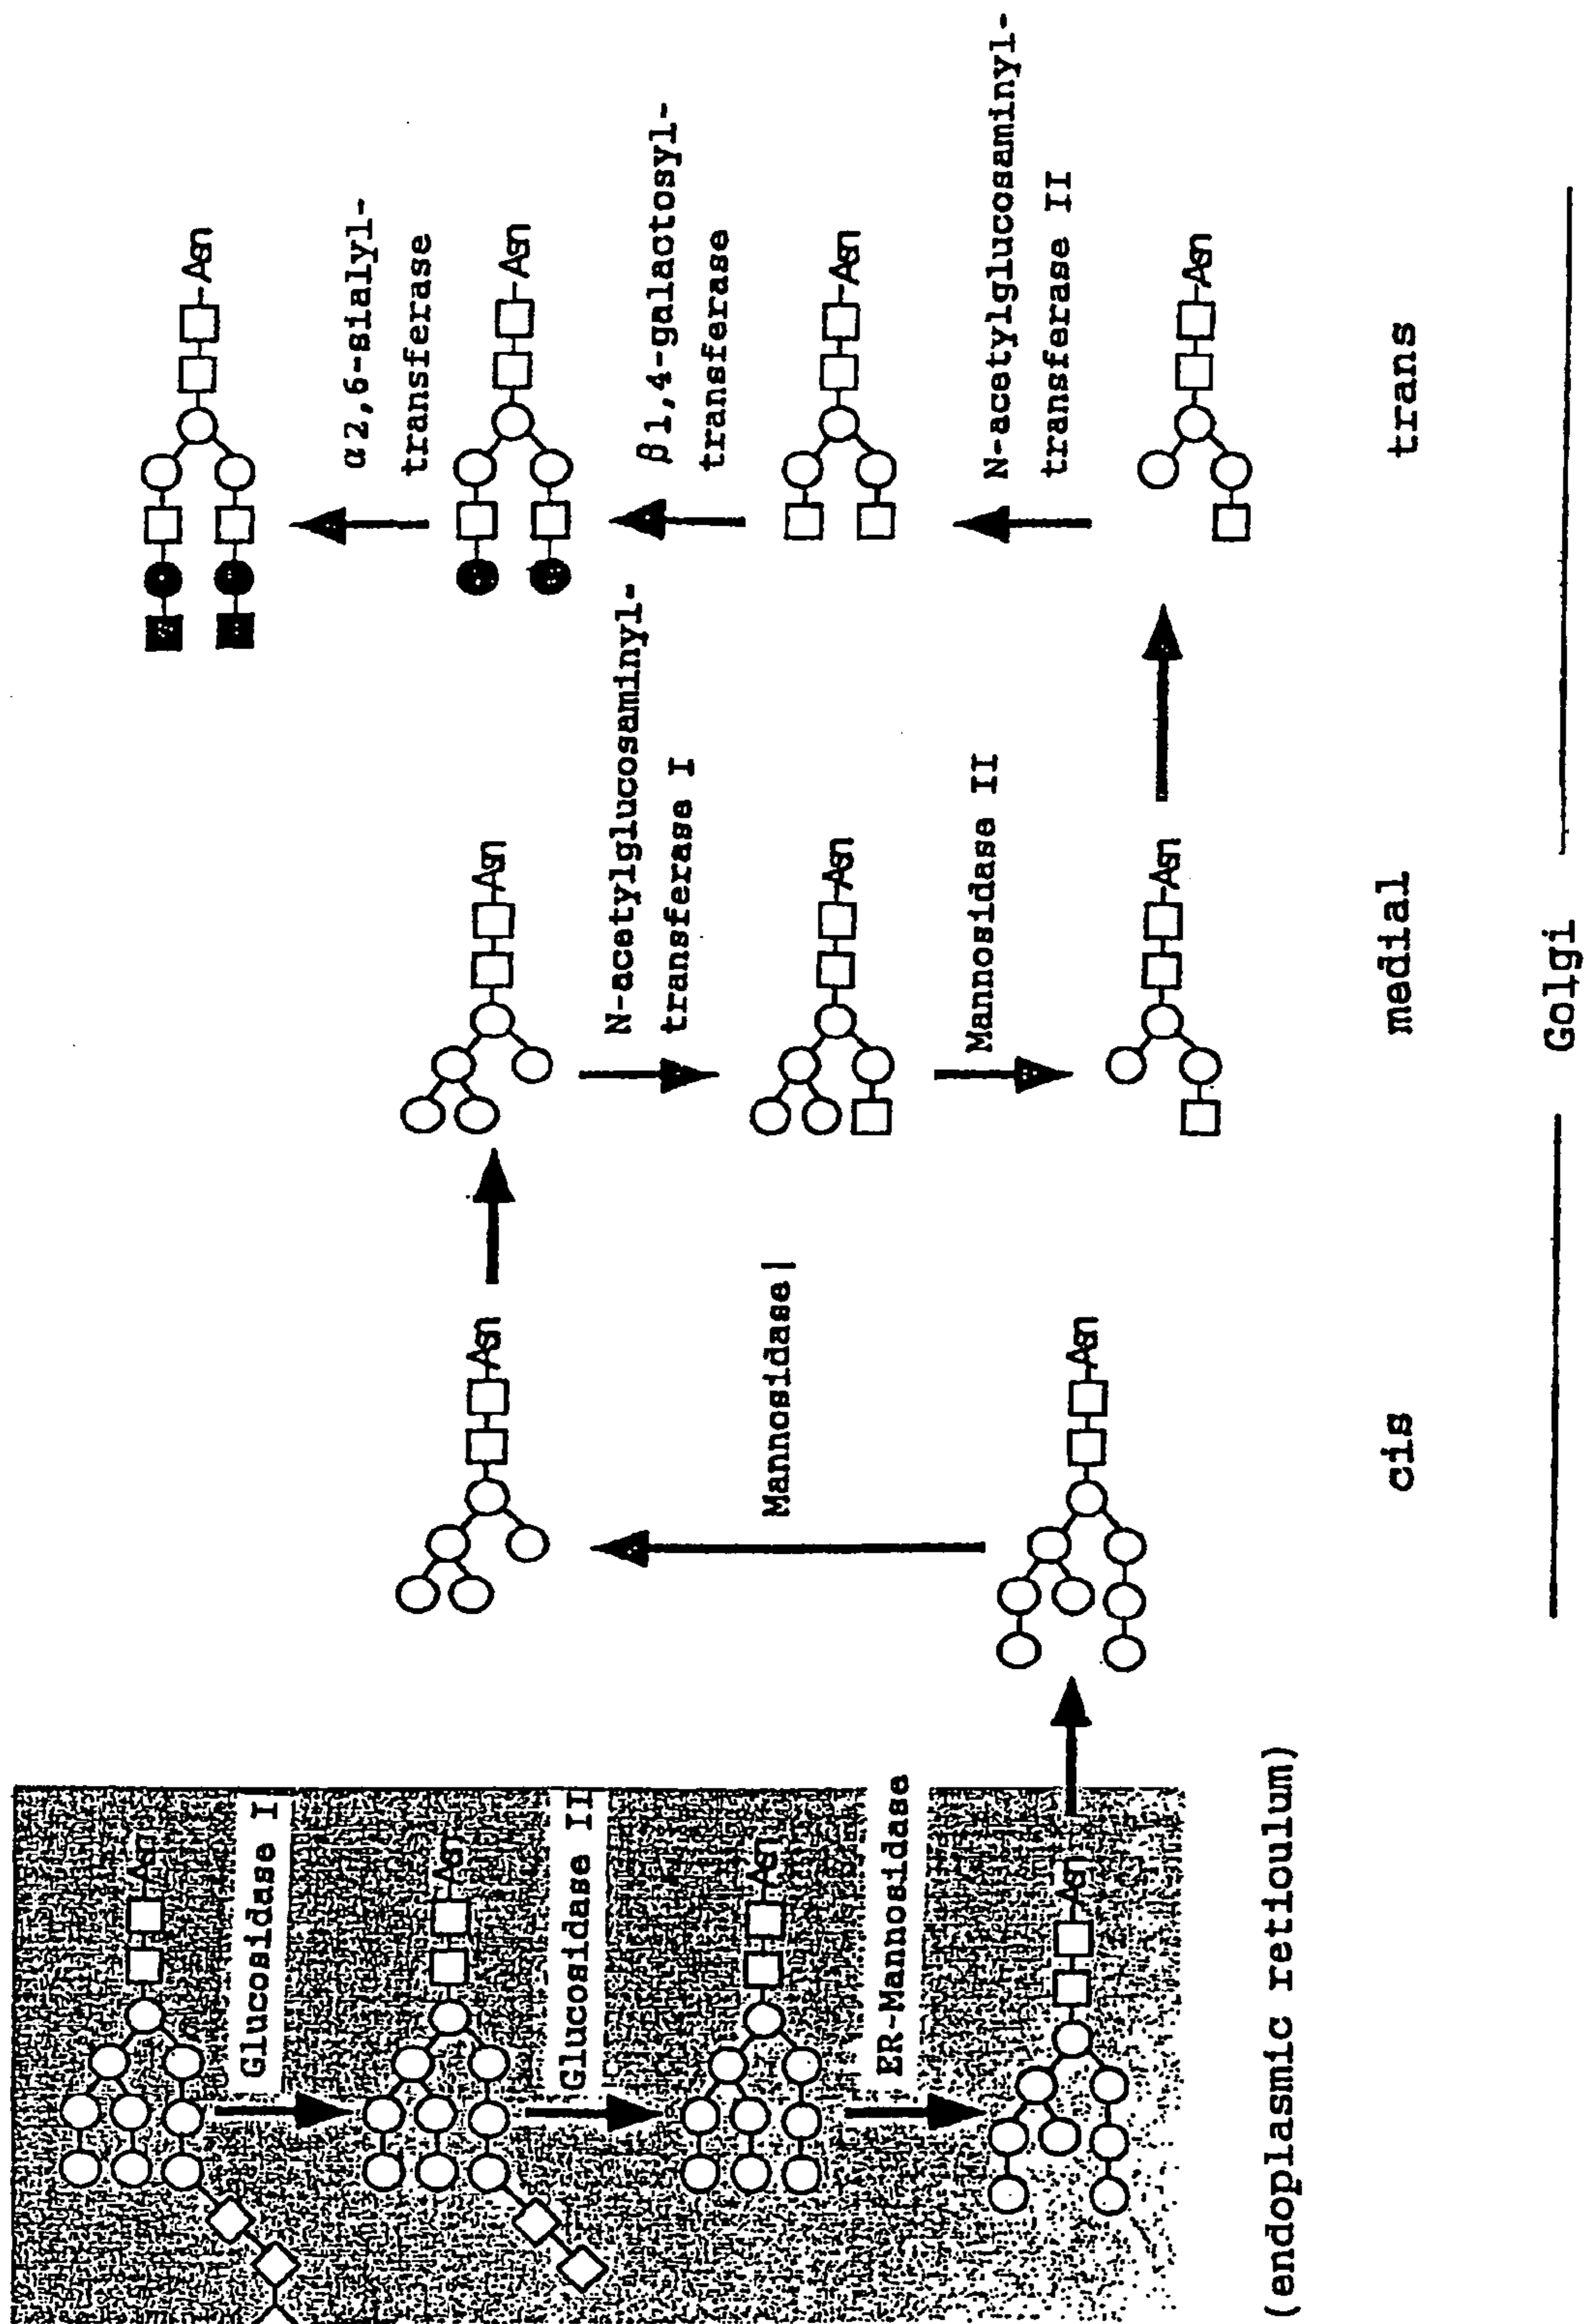 Asn
Glucosidase I
Asn
Glucosidase II
Asn
ER-Mannosidase
Asn
(endoplasmic retioulum)
Asn
Mannosidase I
Asn
cis
Asn
N-acetylglucosaminyl-
transferase I
Asn
Mannosidase II
Asn
medial
Asn
α2,6-sialyl-
transferase
Asn
β1,4-galactosyl-
transferase
Asn
N-acetylglucosaminyl-
transferase II
Asn
trans
Golgi